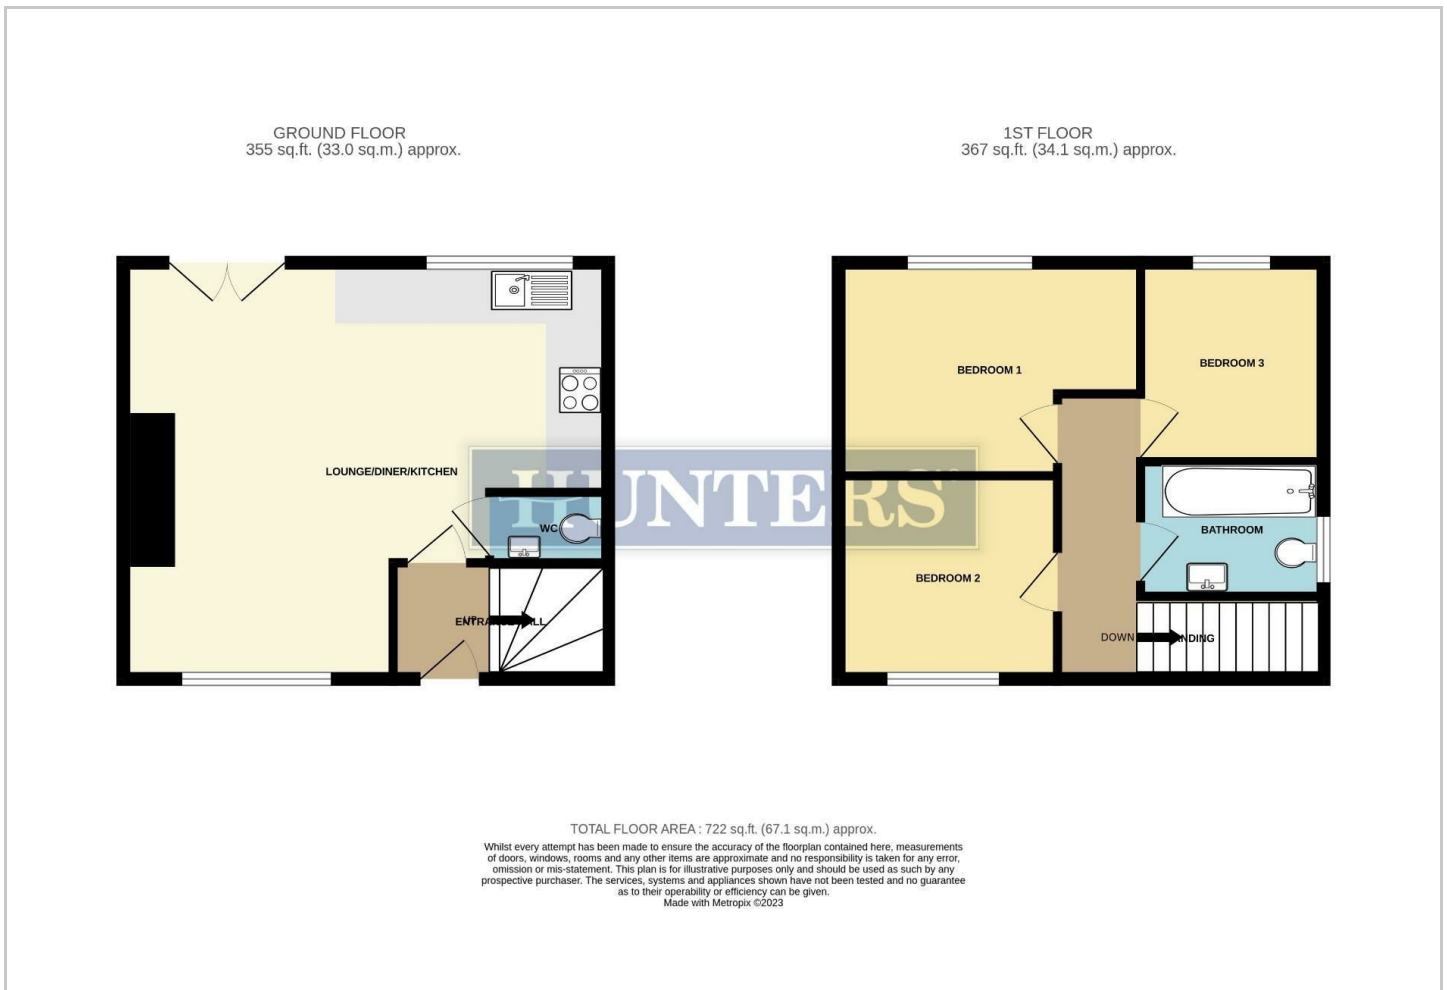 GROUND FLOOR
355 sq.ft. (33.0 sq.m.) approx.
1ST FLOOR
367 sq.ft. (34.1 sq.m.) approx.
BEDROOM 1
BEDROOM 3
LOUNGE/DINER/KITCHEN
HUNTERS
WC
BATHROOM
BEDROOM 2
UP
ENTRANCE HALL
DOWN
LANDING
TOTAL FLOOR AREA : 722 sq.ft. (67.1 sq.m.) approx.
Whilst every attempt has been made to ensure the accuracy of the floorplan contained here, measurements
of doors, windows, rooms and any other items are approximate and no responsibility is taken for any error,
omission or mis-statement. This plan is for illustrative purposes only and should be used as such by any
prospective purchaser. The services, systems and appliances shown have not been tested and no guarantee
as to their operability or efficiency can be given.
Made with Metropix ©2023